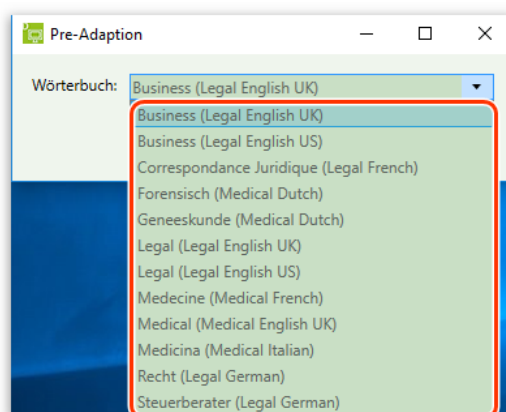 Pre-Adaption
Wörterbuch: Business (Legal English UK)
Business (Legal English UK)
Business (Legal English US)
Correspondance Juridique (Legal French)
Forensisch (Medical Dutch)
Geneeskunde (Medical Dutch)
Legal (Legal English UK)
Legal (Legal English US)
Medecine (Medical French)
Medical (Medical English UK)
Medicina (Medical Italian)
Recht (Legal German)
Steuerberater (Legal German)